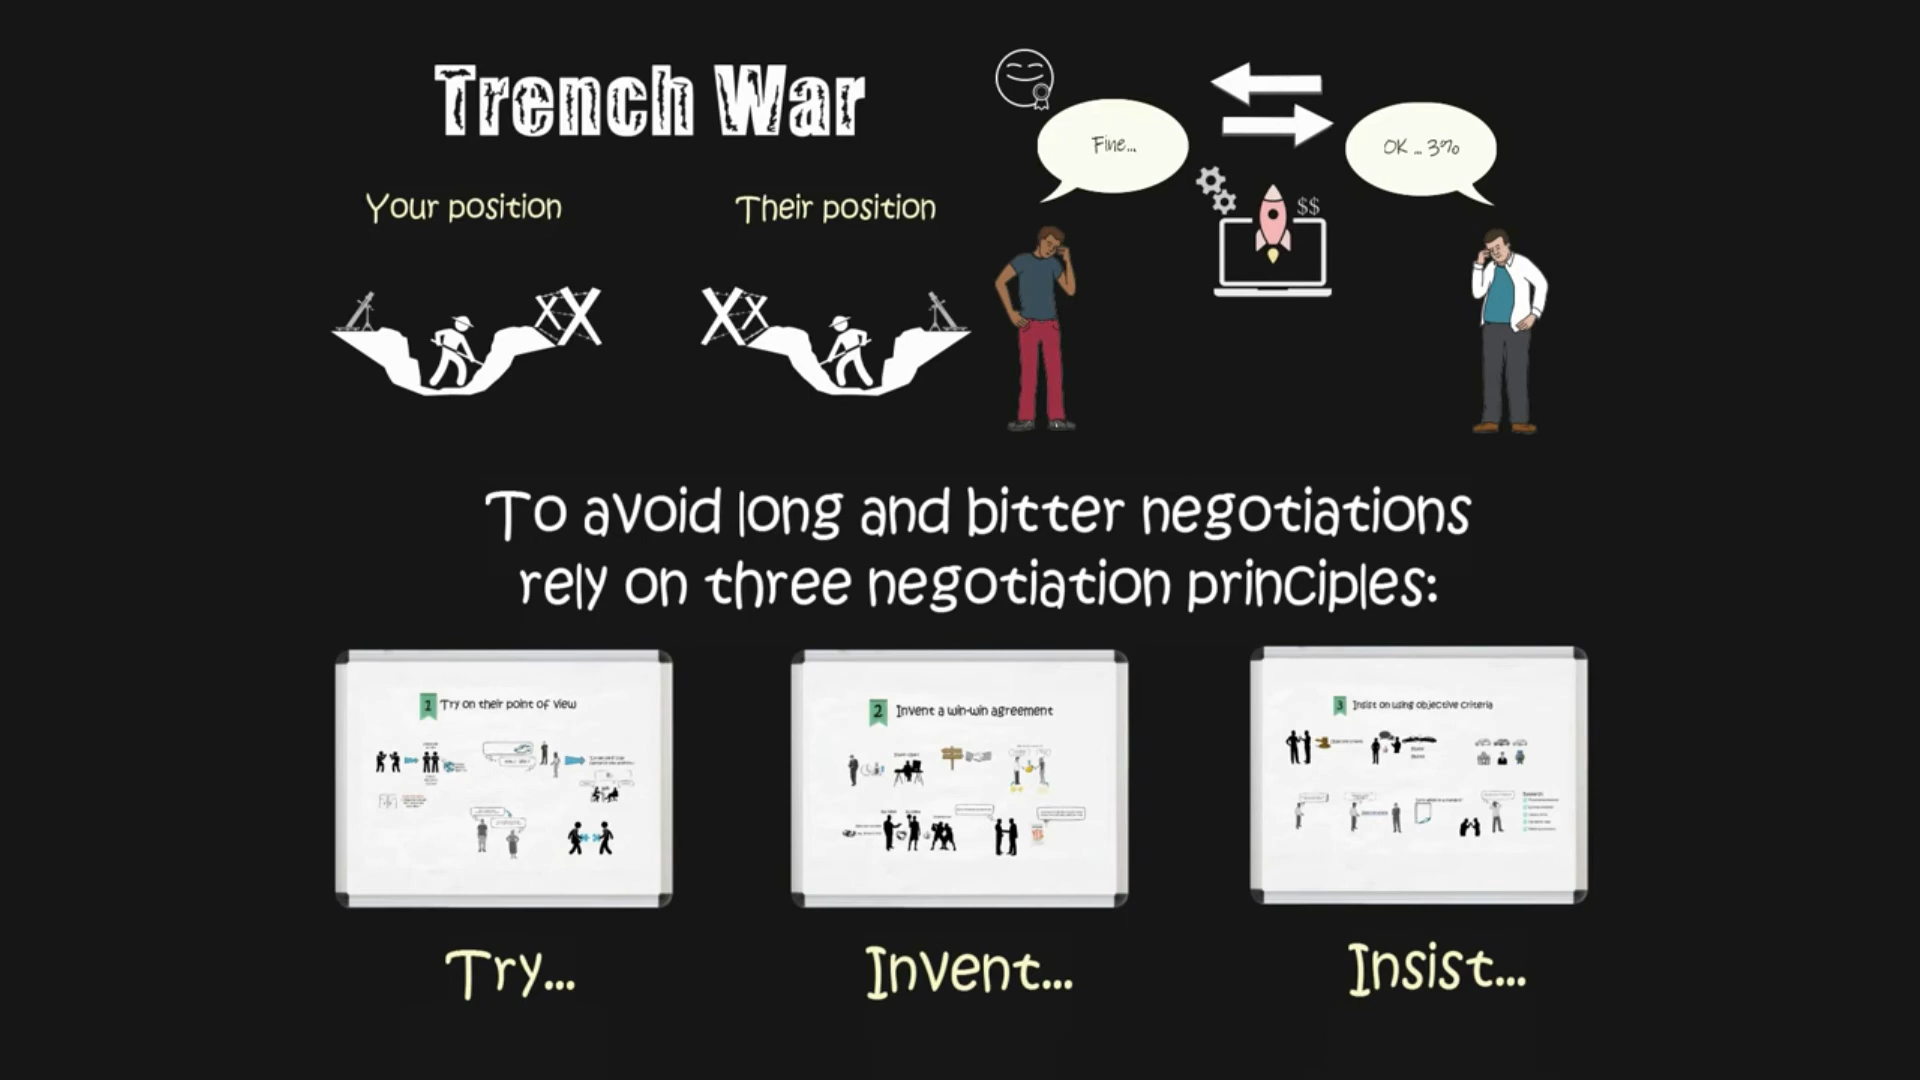 Trench War
Your position
Their position
Fine...
OK ... 3%
$$
To avoid long and bitter negotiations
rely on three negotiation principles:
1 Try on their point of view
2 Invent a win-win agreement
3 Insist on using objective criteria
Try...
Invent...
Insist...